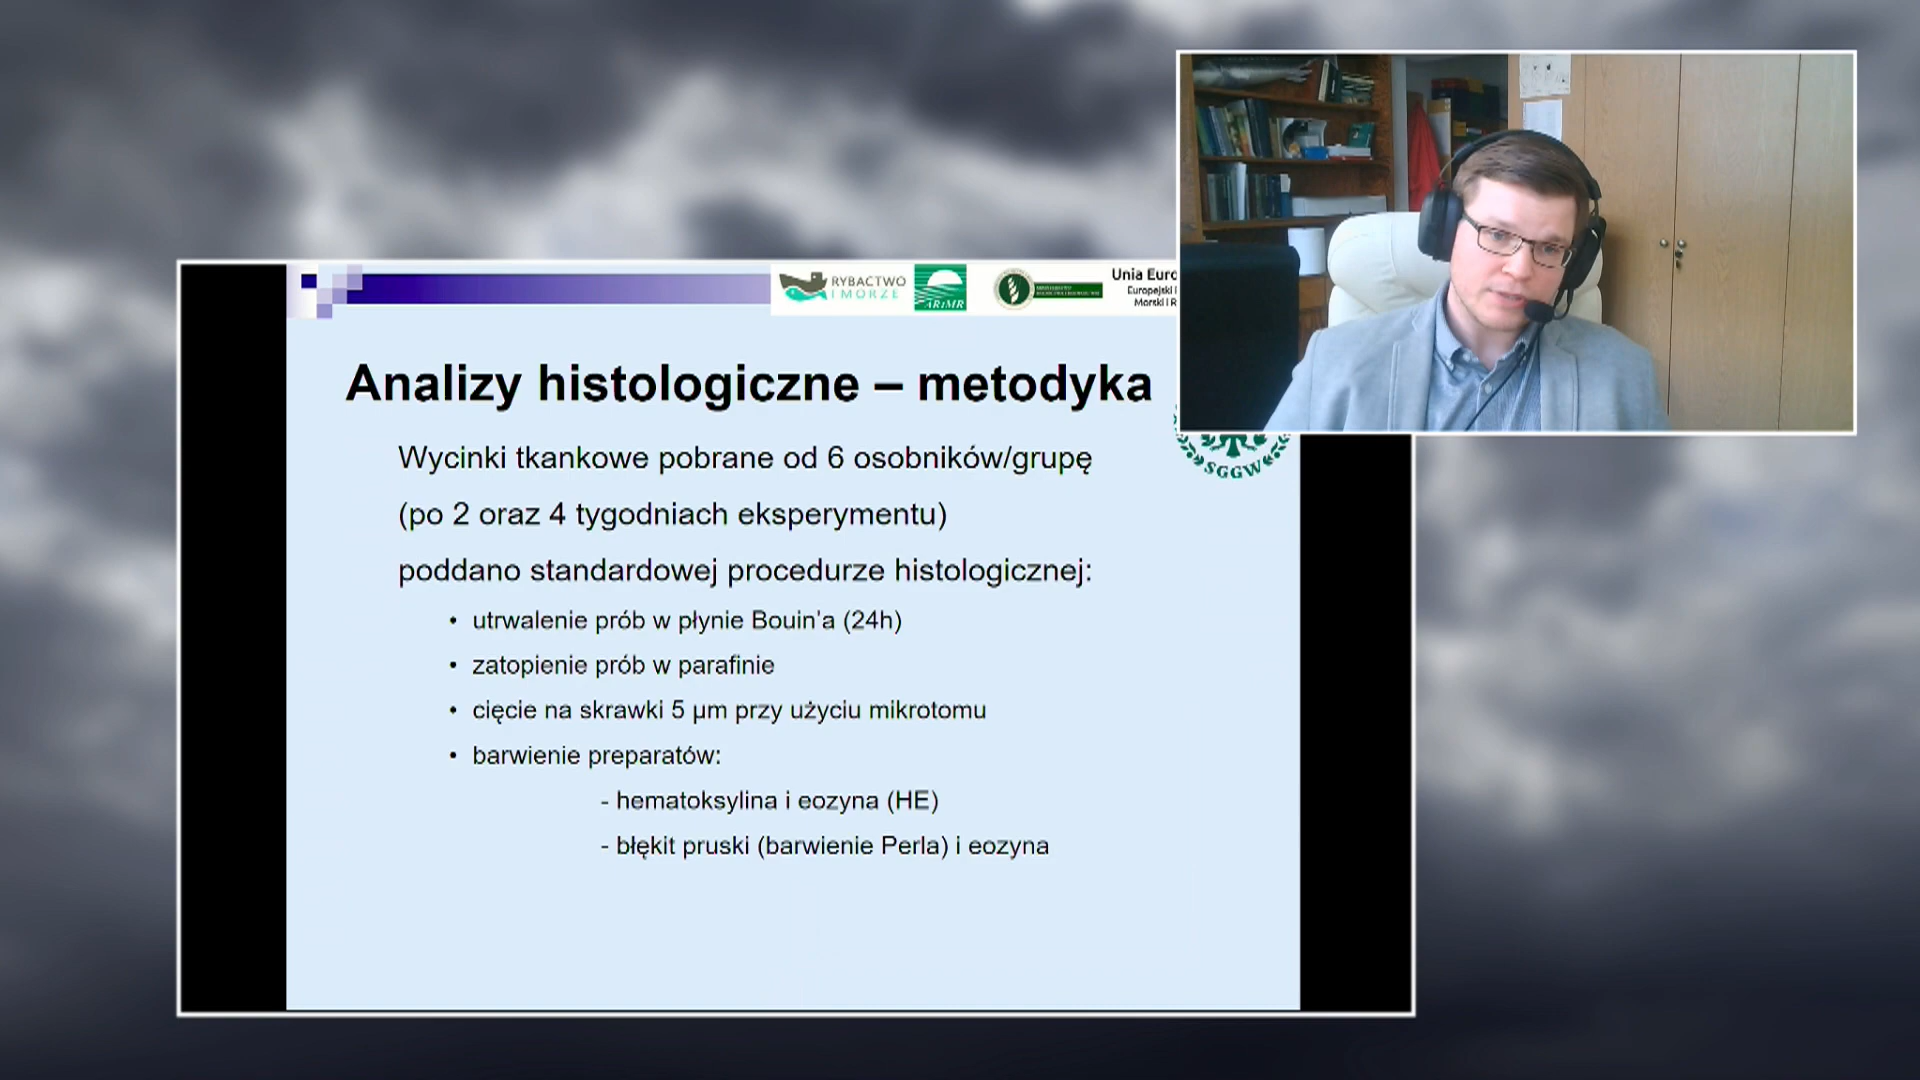 RYBACTWO
I MORZE
ARiMR
Unia Euro
Europejski
Morski i R
Analizy histologiczne – metodyka
SGGW
Wycinki tkankowe pobrane od 6 osobników/grupę
(po 2 oraz 4 tygodniach eksperymentu)
poddano standardowej procedurze histologicznej:
• utrwalenie prób w płynie Bouin’a (24h)
• zatopienie prób w parafinie
• cięcie na skrawki 5 µm przy użyciu mikrotomu
• barwienie preparatów:
- hematoksylina i eozyna (HE)
- błękit pruski (barwienie Perla) i eozyna